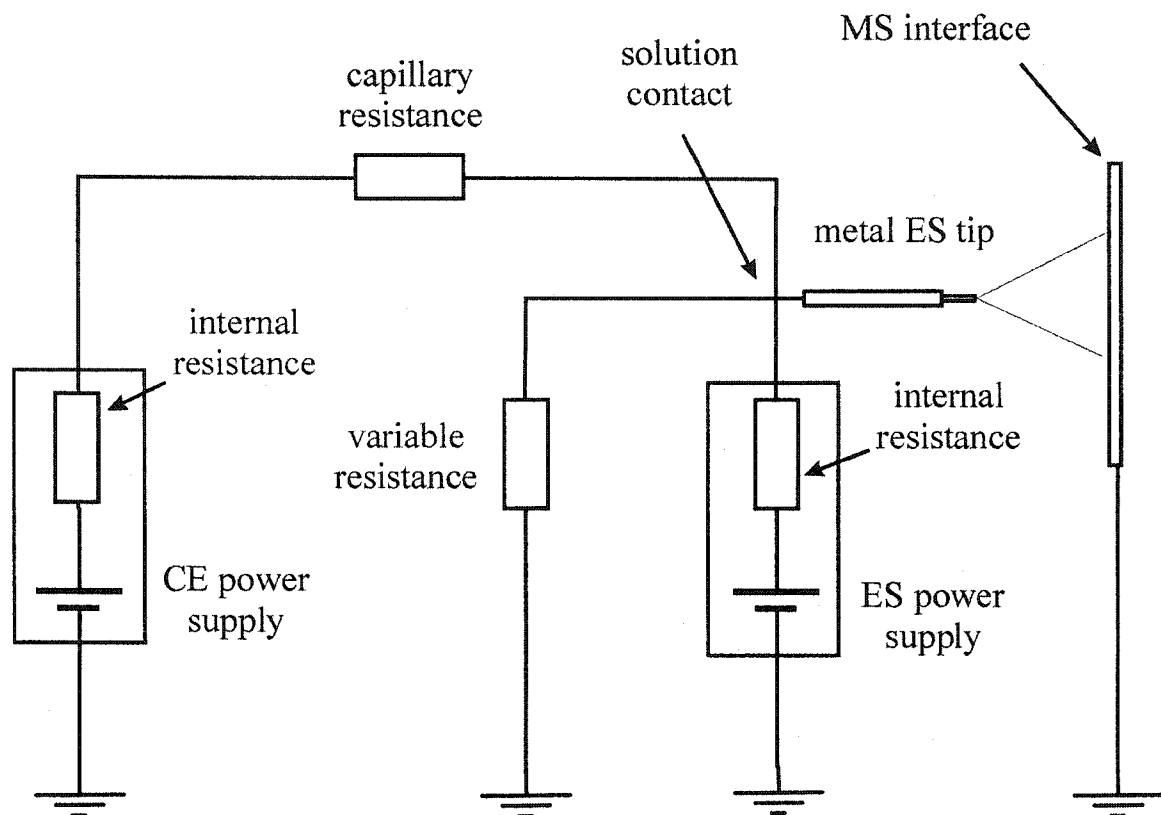 MS interface
solution
contact
capillary
resistance
metal ES tip
internal
resistance
internal
resistance
variable
resistance
CE power
supply
ES power
supply